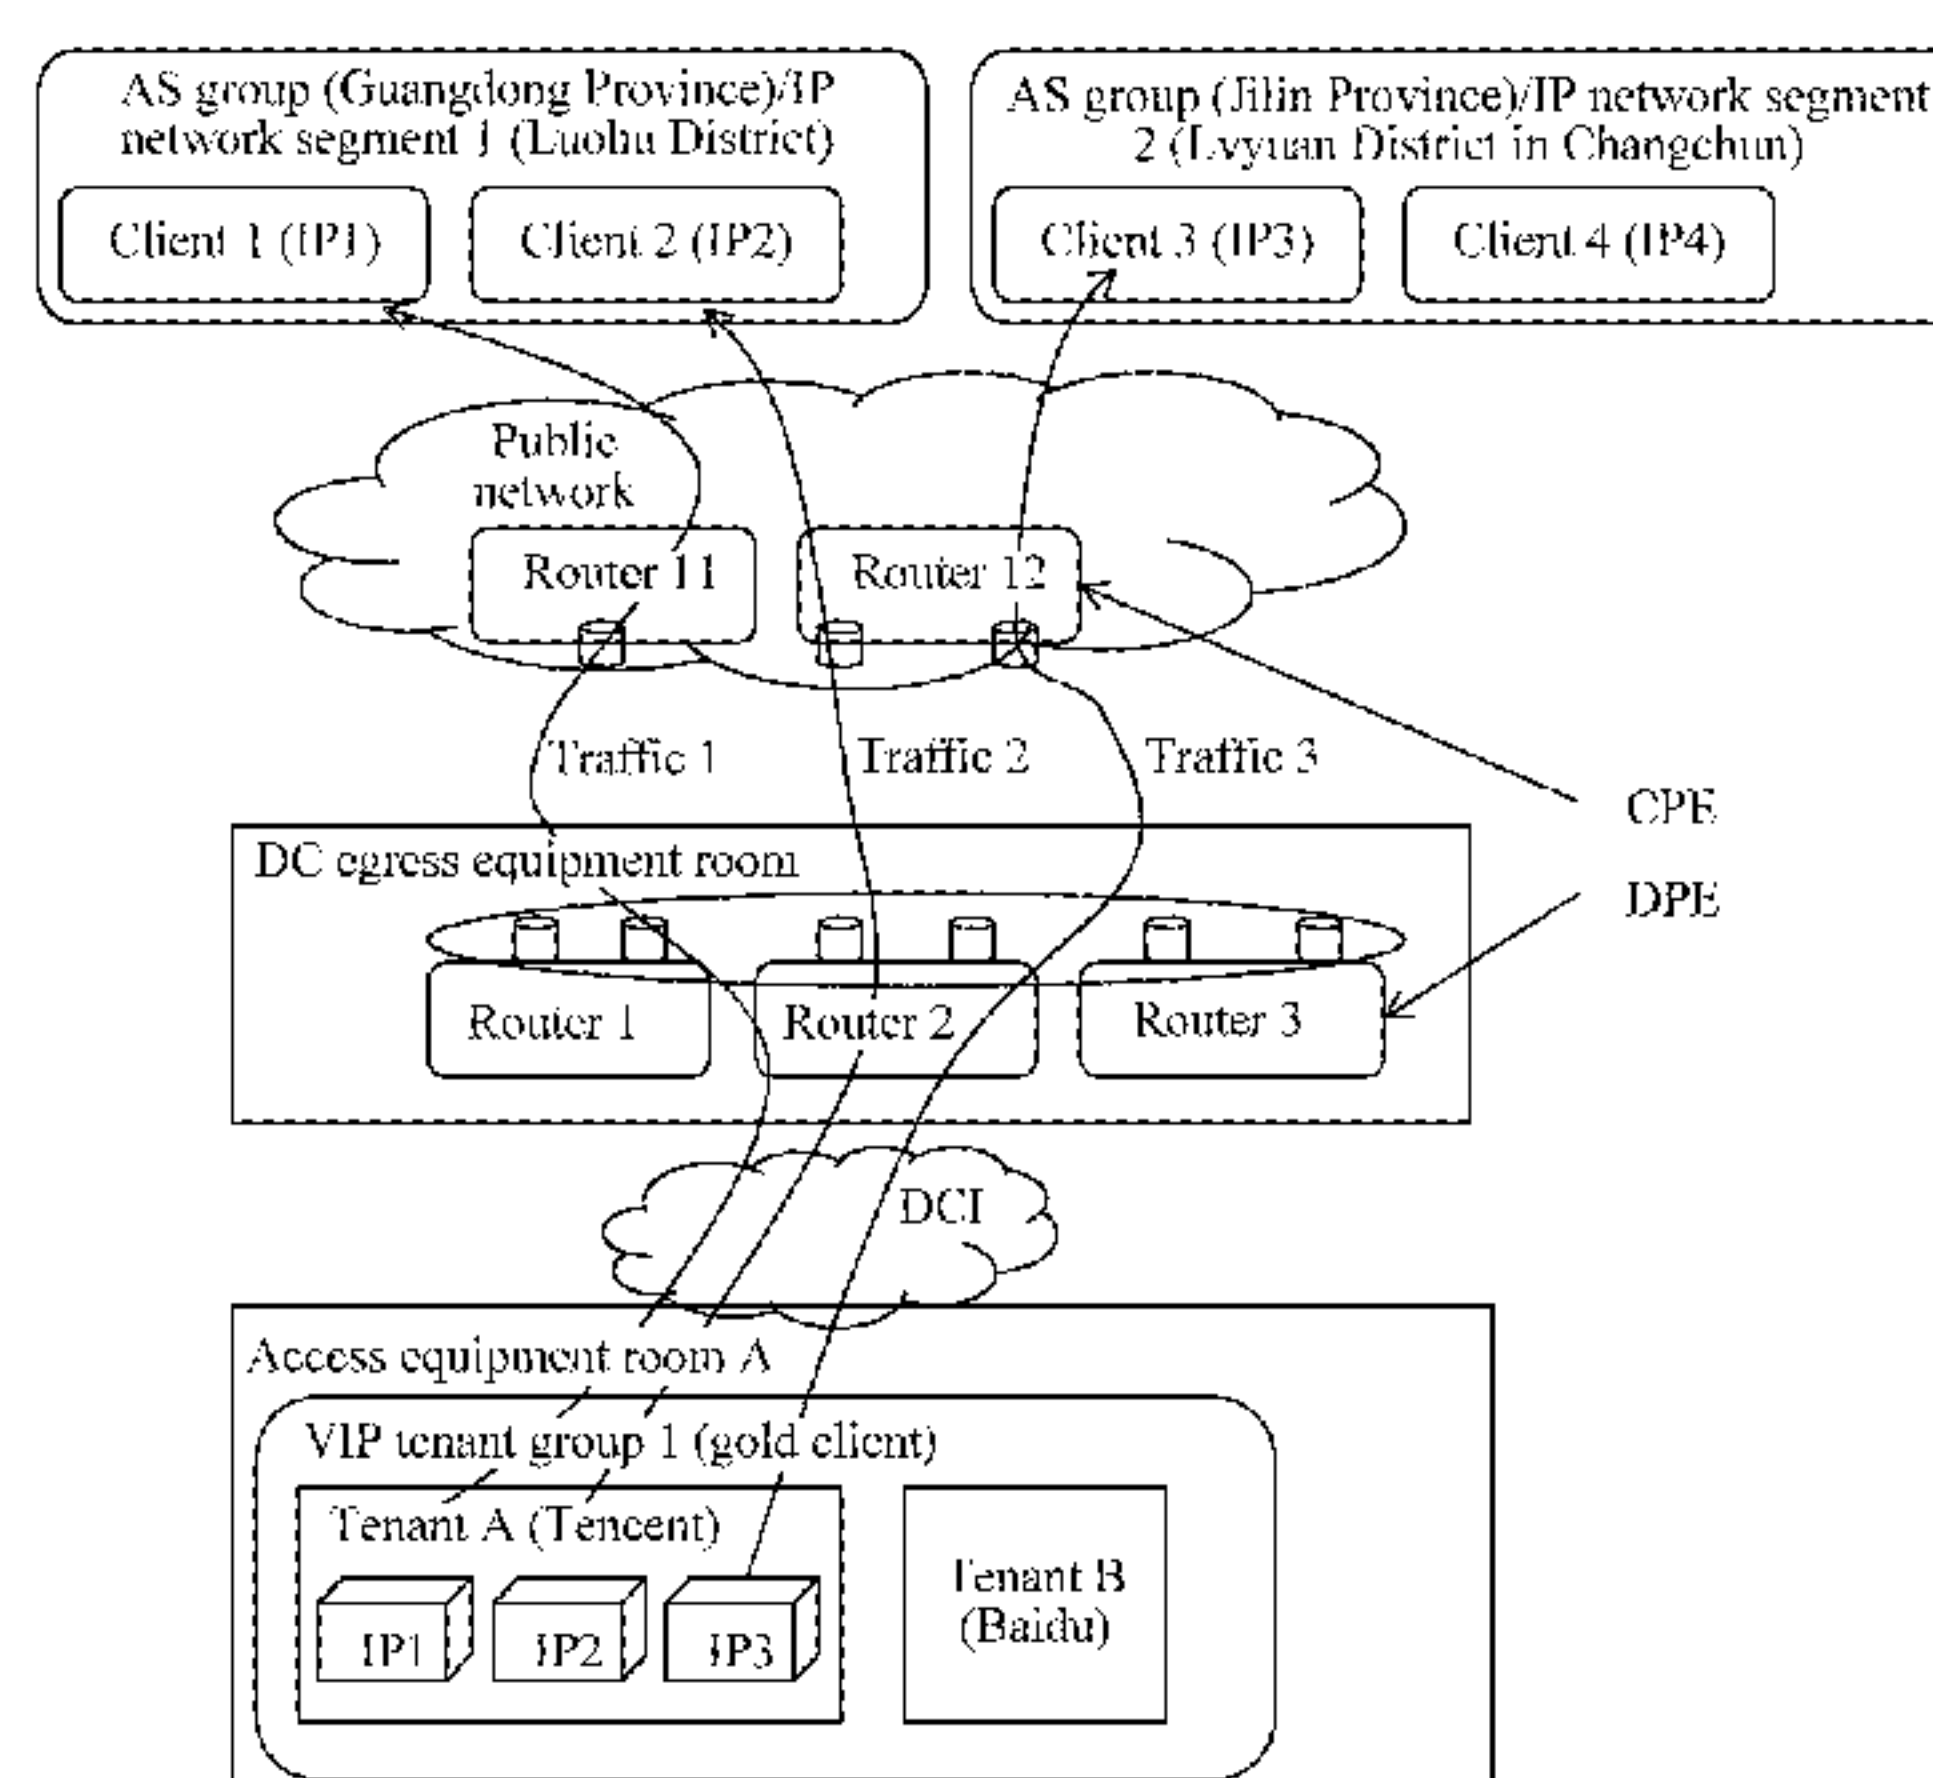 AS group (Guangdong Province)/IP
network segment 1 (Luohu District)
Client 1 (IP1)
Client 2 (IP2)
AS group (Jilin Province)/IP network segment
2 (Lvyuan District in Changchun)
Client 3 (IP3)
Client 4 (IP4)
Public
network
Router 11
Router 12
Traffic 1
Traffic 2
Traffic 3
CPE
DPE
DC egress equipment room
Router 1
Router 2
Router 3
DCI
Access equipment room A
VIP tenant group 1 (gold client)
Tenant A (Tencent)
IP1
IP2
IP3
Tenant B
(Baidu)